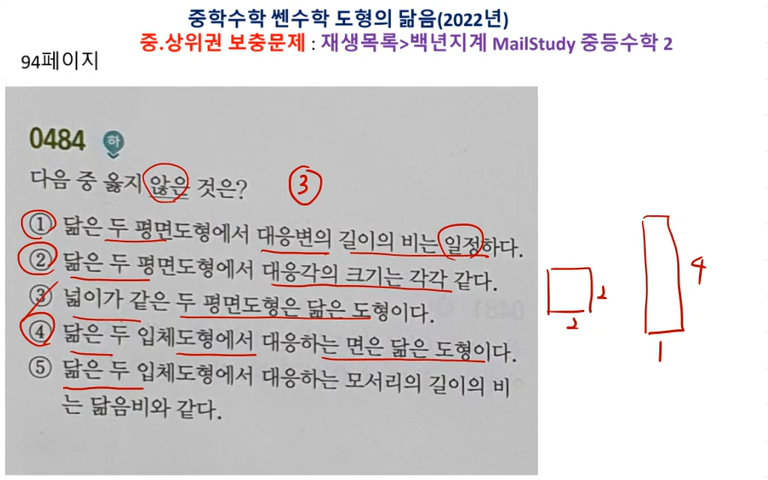 중학수학 쎈수학 도형의 닮음(2022년)
중.상위권 보충문제 : 재생목록>백년지계 MailStudy 중등수학 2
94페이지
0484 하
다음 중 옳지 않은 것은? ③
① 닮은 두 평면도형에서 대응변의 길이의 비는 일정하다.
② 닮은 두 평면도형에서 대응각의 크기는 각각 같다.
③ 넓이가 같은 두 평면도형은 닮은 도형이다.
④ 닮은 두 입체도형에서 대응하는 면은 닮은 도형이다.
⑤ 닮은 두 입체도형에서 대응하는 모서리의 길이의 비
는 닮음비와 같다.
2
2
4
1